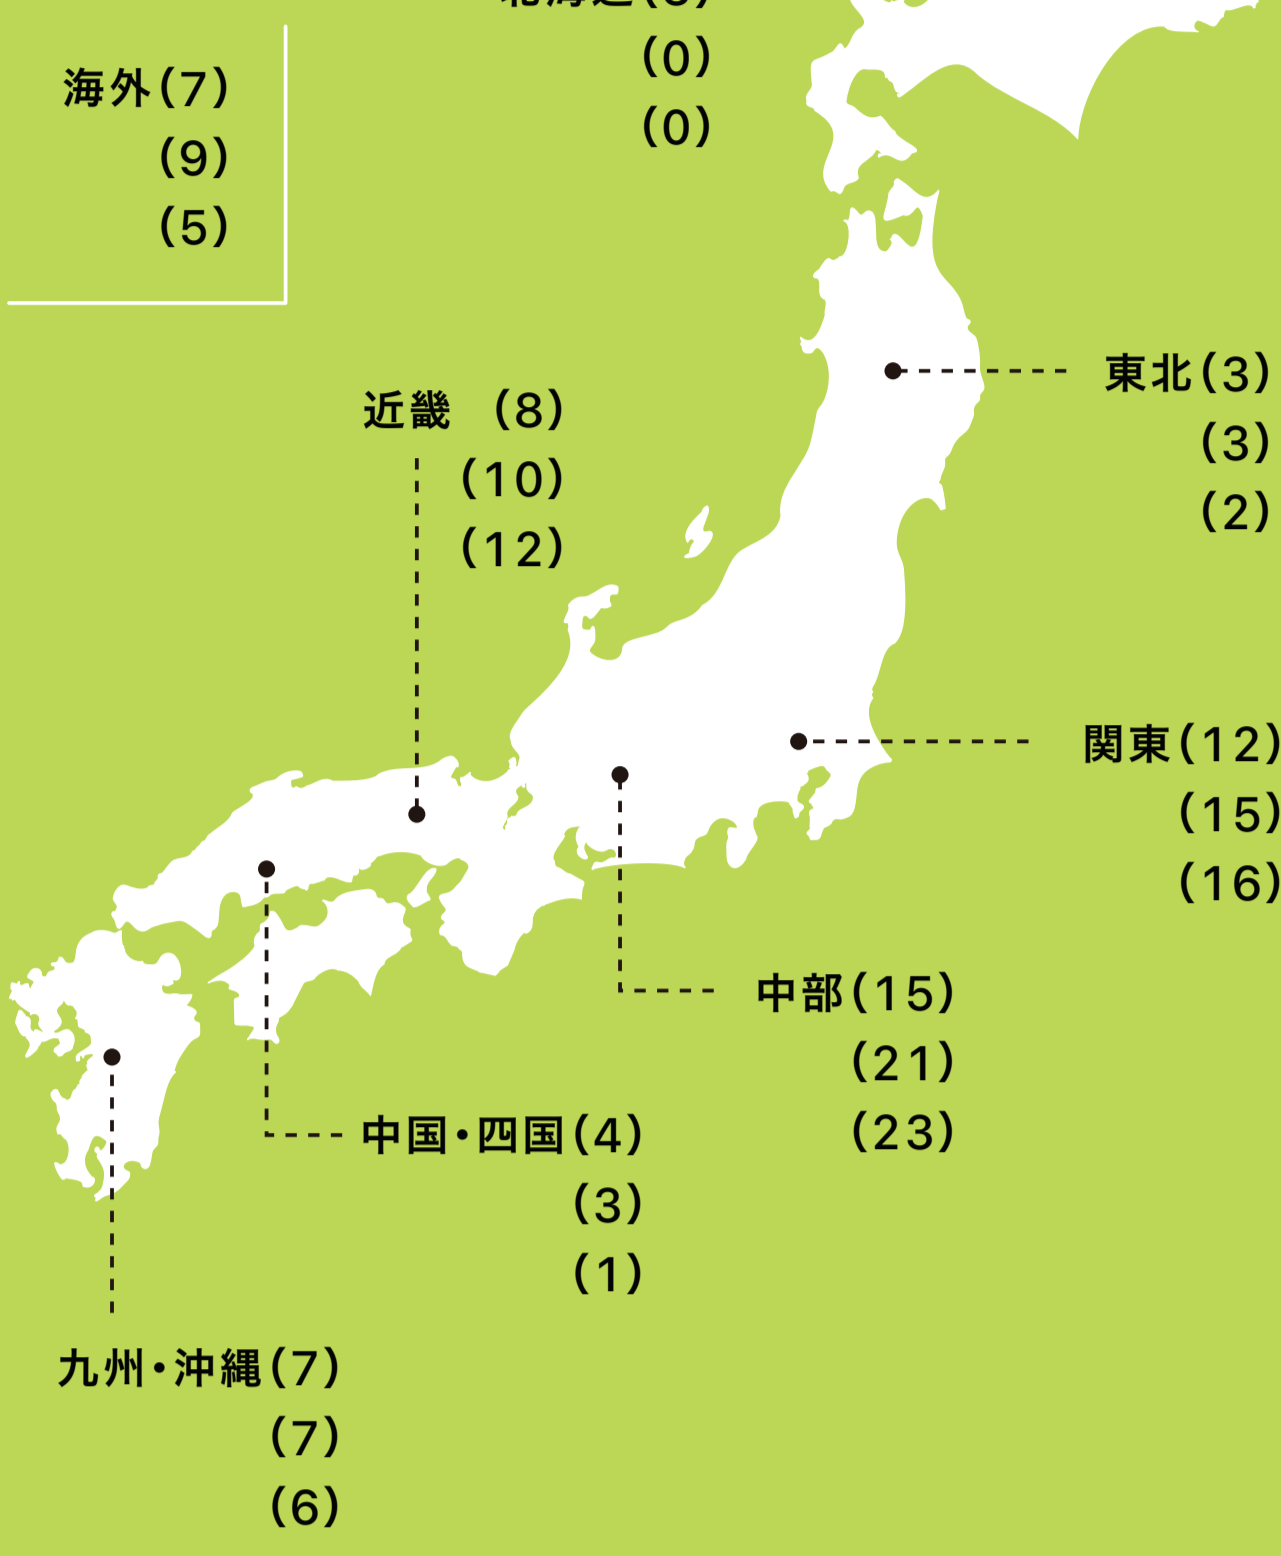 (0)
(0)
海外(7)
(9)
(5)
東北(3)
(3)
(2)
近畿 (8)
(10)
(12)
関東(12)
(15)
(16)
中部(15)
(21)
(23)
中国・四国(4)
(3)
(1)
九州・沖縄(7)
(7)
(6)